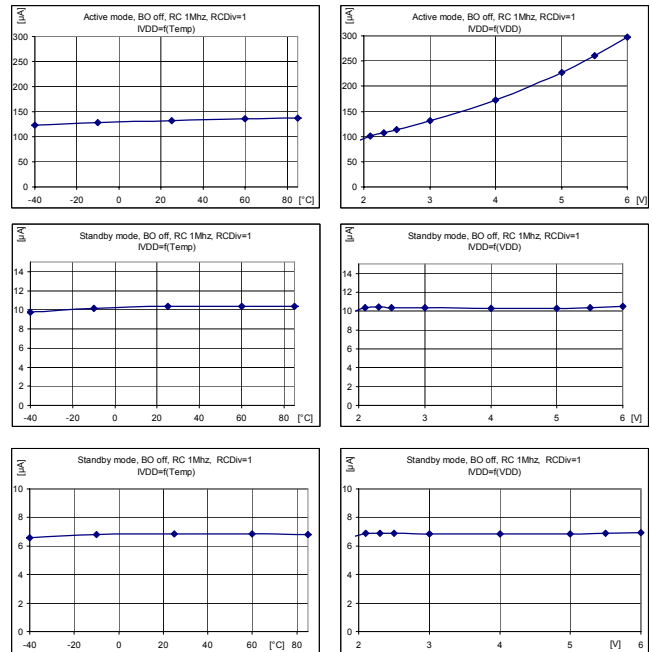 [µA]
Active mode, BO off, RC 1Mhz, RCDiv=1
IVDD=f(Temp)
300
250
200
150
100
50
0
-40 -20 0 20 40 60 80 [°C]
[µA]
Active mode, BO off, RC 1Mhz, RCDiv=1
IVDD=f(VDD)
300
250
200
150
100
50
0
2 3 4 5 6 [V]
[µA]
Standby mode, BO off, RC 1Mhz, RCDiv=1
IVDD=f(Temp)
14
12
10
8
6
4
2
0
-40 -20 0 20 40 60 80 [°C]
[µA]
Standby mode, BO off, RC 1Mhz, RCDiv=1
IVDD=f(VDD)
14
12
10
8
6
4
2
0
2 3 4 5 6 [V]
[µA]
Standby mode, BO off, RC 1Mhz, RCDiv=1
IVDD=f(Temp)
10
8
6
4
2
0
-40 -20 0 20 40 60 [°C] 80
[µA]
Standby mode, BO off, RC 1Mhz, RCDiv=1
IVDD=f(VDD)
10
8
6
4
2
0
2 3 4 5 [V] 6